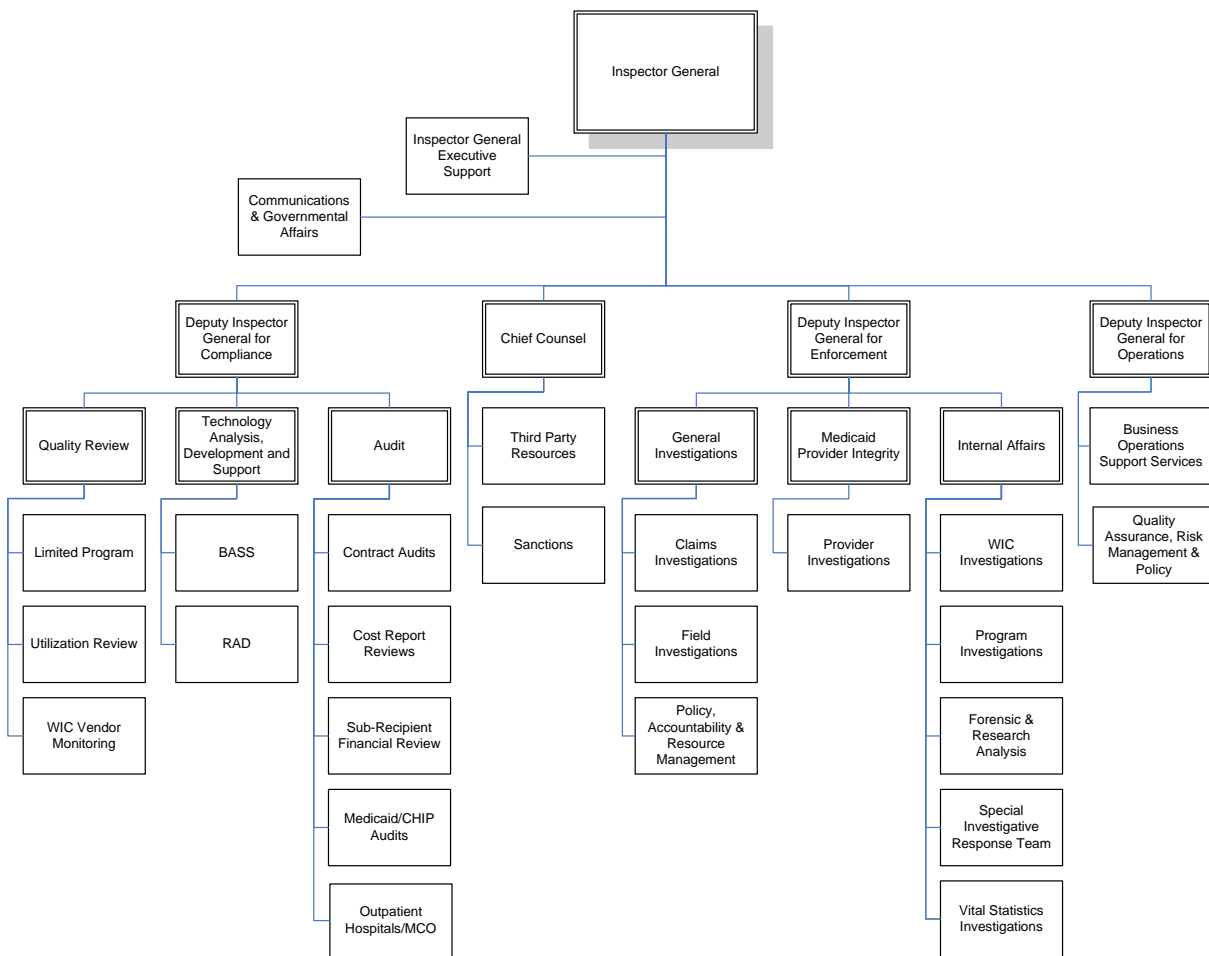 Inspector General
Inspector General
Executive
Support
Communications
& Governmental
Affairs
Deputy Inspector
General for
Compliance
Chief Counsel
Deputy Inspector
General for
Enforcement
Deputy Inspector
General for
Operations
Quality Review
Technology
Analysis,
Development and
Support
Audit
Third Party
Resources
General
Investigations
Medicaid
Provider Integrity
Internal Affairs
Business
Operations
Support Services
Limited Program
BASS
Contract Audits
Sanctions
Claims
Investigations
Provider
Investigations
WIC
Investigations
Quality
Assurance, Risk
Management &
Policy
Utilization Review
RAD
Cost Report
Reviews
Field
Investigations
Program
Investigations
WIC Vendor
Monitoring
Sub-Recipient
Financial Review
Policy,
Accountability &
Resource
Management
Forensic &
Research
Analysis
Medicaid/CHIP
Audits
Special
Investigative
Response Team
Outpatient
Hospitals/MCO
Vital Statistics
Investigations